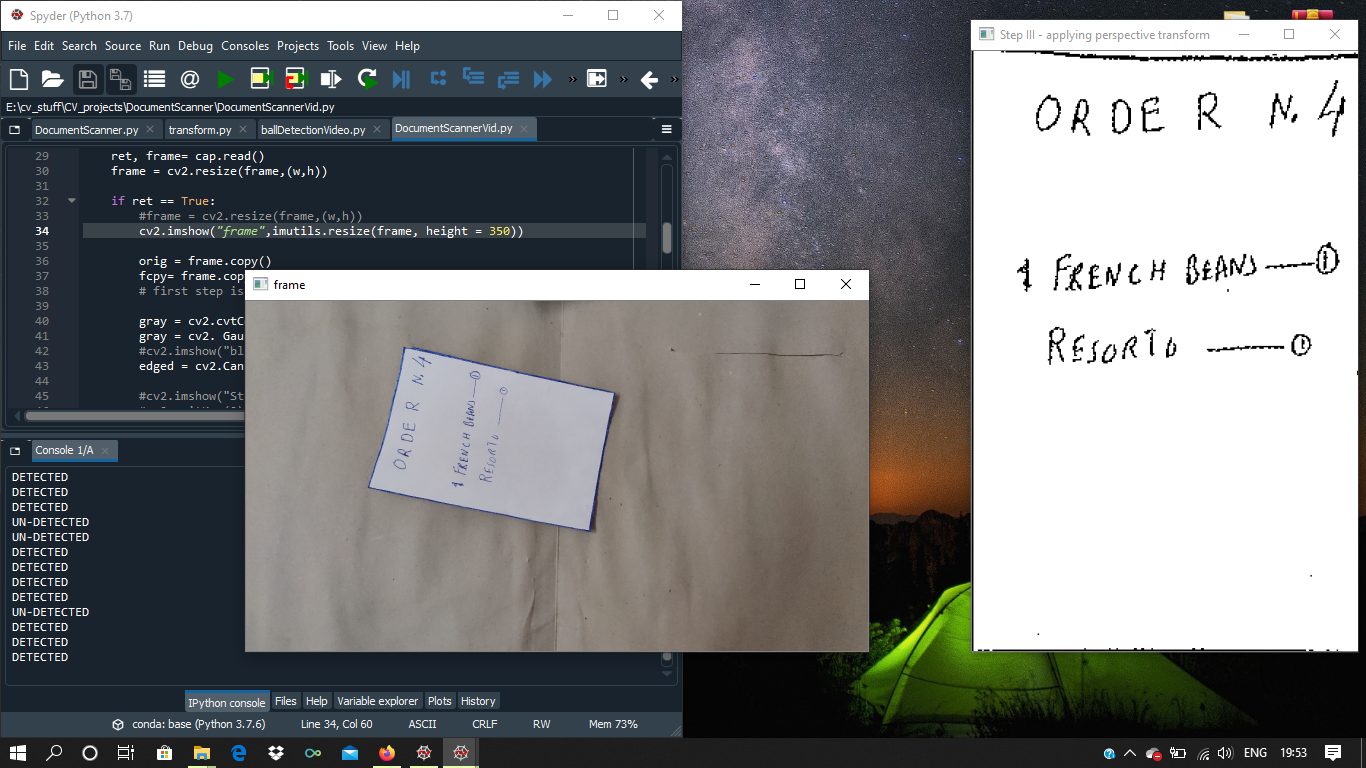 Spyder (Python 3.7)
File Edit Search Source Run Debug Consoles Projects Tools View Help
E:\cv_stuff\CV_projects\DocumentScanner\DocumentScannerVid.py
DocumentScanner.py transform.py ballDetectionVideo.py DocumentScannerVid.py
29 ret, frame= cap.read()
30 frame = cv2.resize(frame,(w,h))
31
32 if ret == True:
33 #frame = cv2.resize(frame,(w,h))
34 cv2.imshow("frame",imutils.resize(frame, height = 350))
35
36 orig = frame.copy()
37 fcpy= frame.cop
38 # first step is
39
40 gray = cv2.cvtC
41 gray = cv2. Gau
42 #cv2.imshow("bl
43 edged = cv2.Can
44
45 #cv2.imshow("St
Console 1/A
DETECTED
DETECTED
DETECTED
UN-DETECTED
UN-DETECTED
DETECTED
DETECTED
DETECTED
DETECTED
UN-DETECTED
DETECTED
DETECTED
DETECTED
IPython console Files Help Variable explorer Plots History
conda: base (Python 3.7.6) Line 34, Col 60 ASCII CRLF RW Mem 73%
frame
ORDER N. 4
1 FRENCH BEANS — 1
RESORTO — 1
Step III - applying perspective transform
ORDER N. 4
1 FRENCH BEANS — 1
RESORTO — 1
ENG 19:53